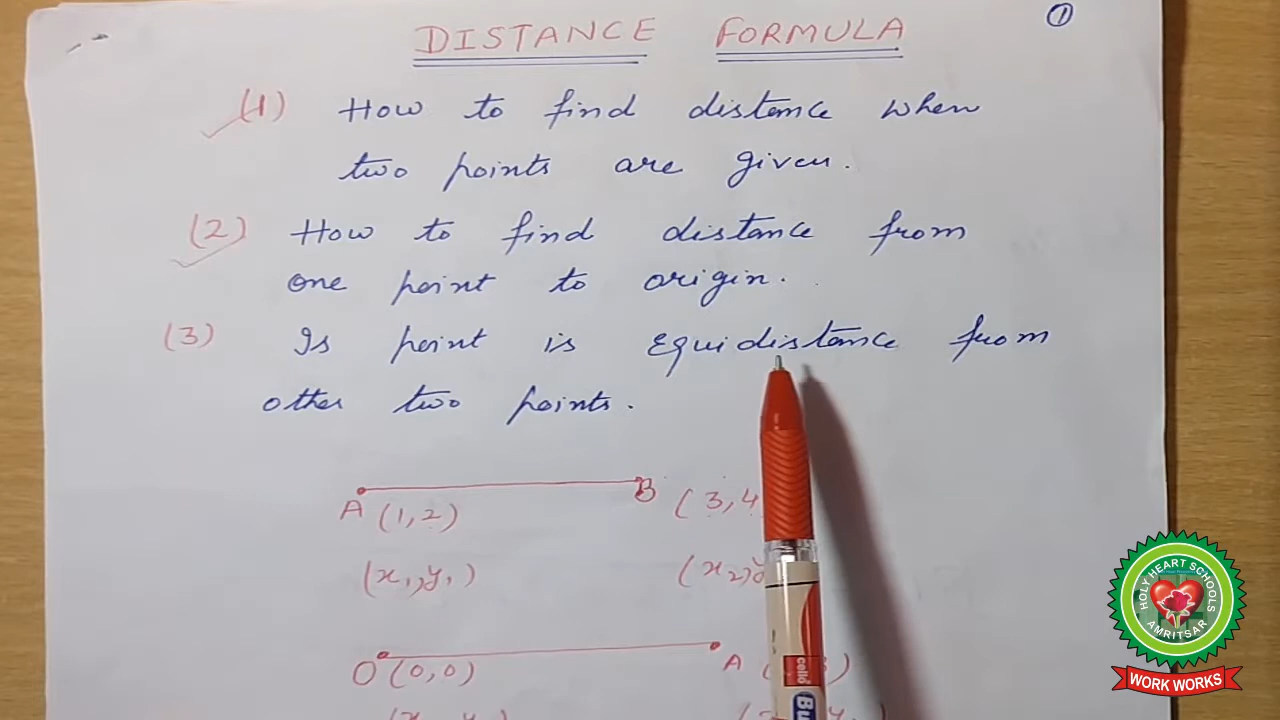 DISTANCE FORMULA
①
(1) How to find distance when
two points are given.
(2) How to find distance from
one point to origin.
(3) Is point is Equidistance from
other two points.
A B
(1,2) (3,4
(x₁,y₁) (x₂,y
O (0,0) A
cello
HOLY HEART SCHOOLS
AMRITSAR
WORK WORKS